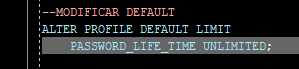 --MODIFICAR DEFAULT
ALTER PROFILE DEFAULT LIMIT
PASSWORD_LIFE_TIME UNLIMITED;